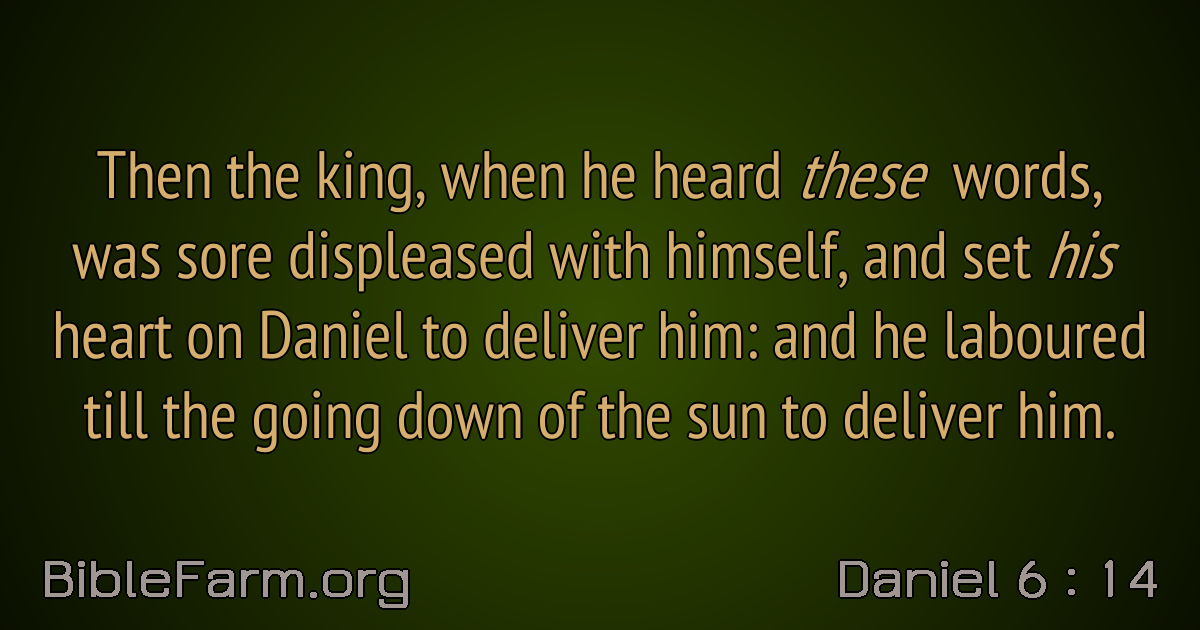 Then the king, when he heard these words,
was sore displeased with himself, and set his
heart on Daniel to deliver him: and he laboured
till the going down of the sun to deliver him.
BibleFarm.org
Daniel 6 : 14